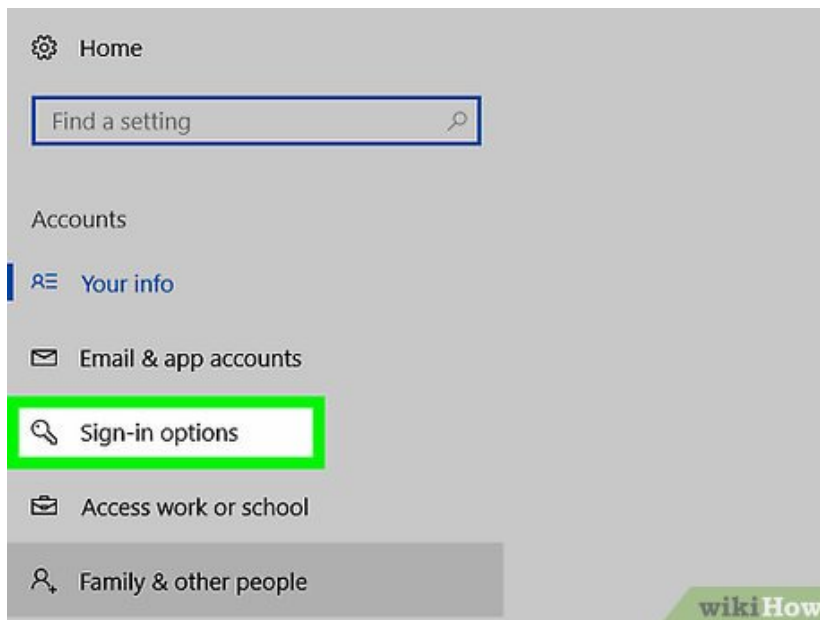 Home
Find a setting
Accounts
Your info
Email & app accounts
Sign-in options
Access work or school
Family & other people
wikiHow